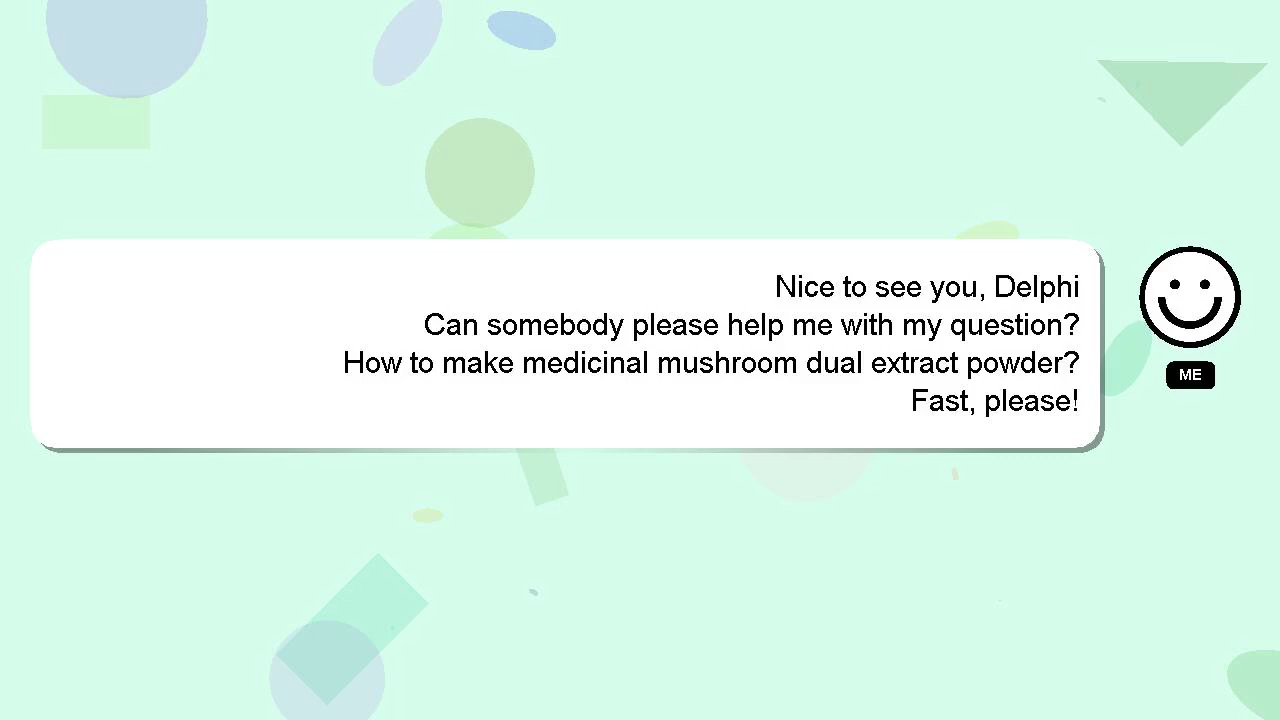 Nice to see you, Delphi
Can somebody please help me with my question?
How to make medicinal mushroom dual extract powder?
Fast, please!
ME